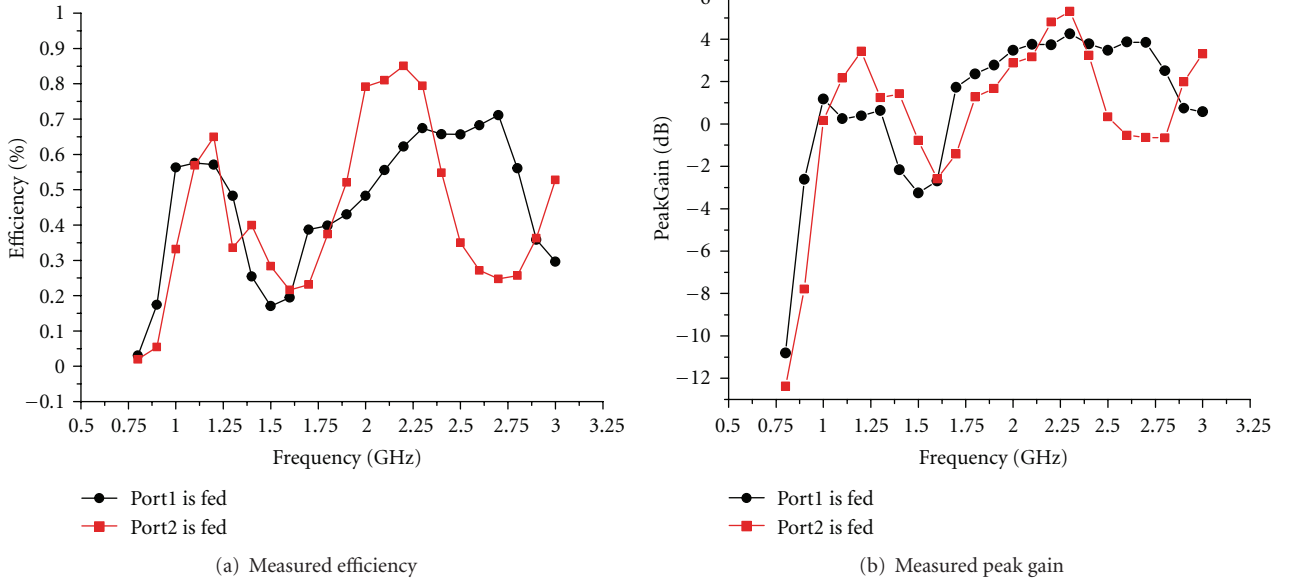 1
0.9
0.8
0.7
0.6
0.5
0.4
0.3
0.2
0.1
0
−0.1
Efficiency (%)
0.5 0.75 1 1.25 1.5 1.75 2 2.25 2.5 2.75 3 3.25
Frequency (GHz)
Port1 is fed
Port2 is fed
(a) Measured efficiency
6
4
2
0
−2
−4
−6
−8
−10
−12
PeakGain (dB)
0.5 0.75 1 1.25 1.5 1.75 2 2.25 2.5 2.75 3 3.25
Frequency (GHz)
Port1 is fed
Port2 is fed
(b) Measured peak gain